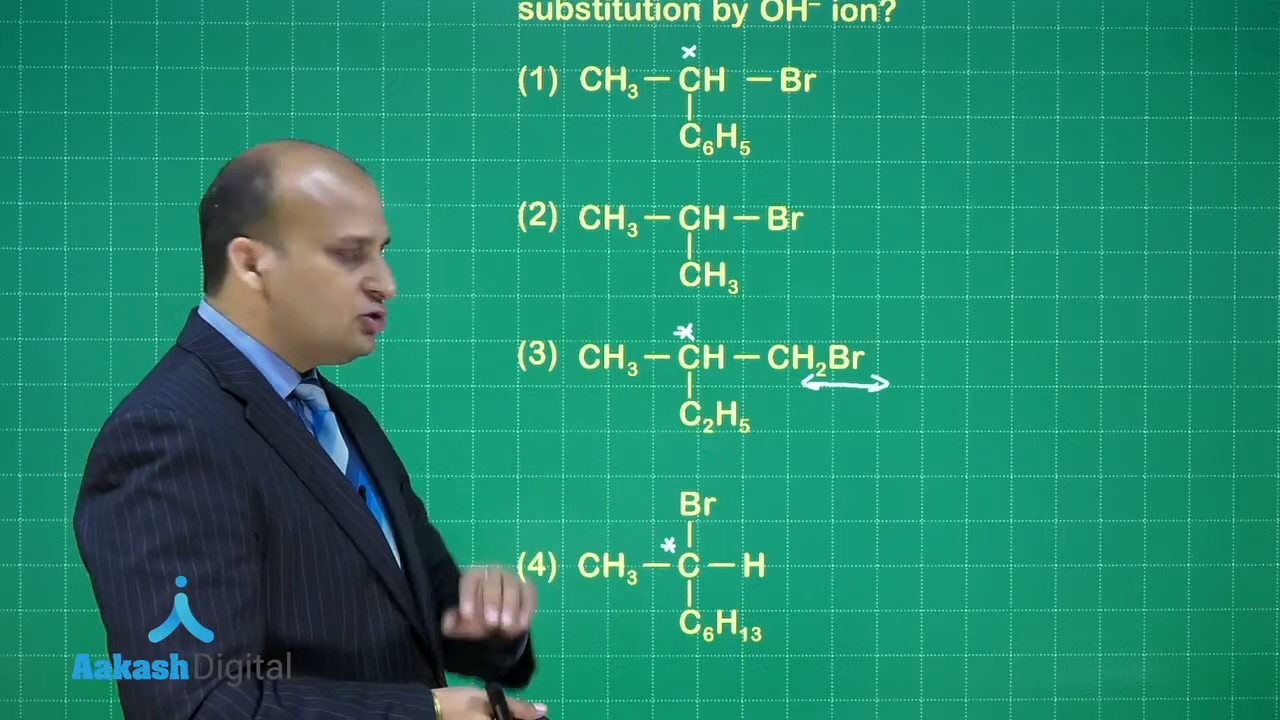 substitution by OH⁻ ion?
(1) CH₃ — CH — Br
C₆H₅
(2) CH₃ — CH — Br
CH₃
(3) CH₃ — CH — CH₂Br
C₂H₅
Br
(4) CH₃ — C — H
C₆H₁₃
Aakash Digital